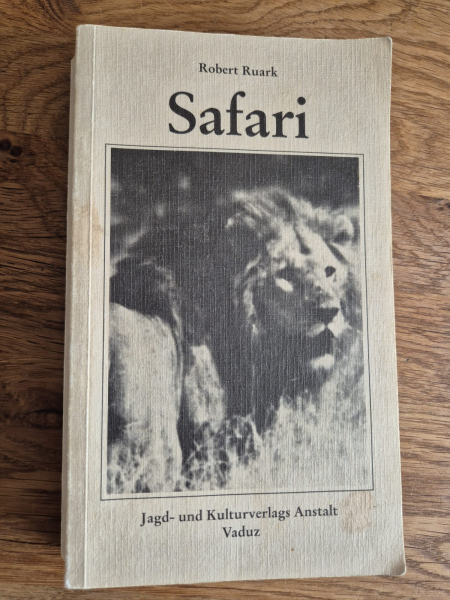 Robert Ruark
Safari
Jagd- und Kulturverlags Anstalt
Vaduz